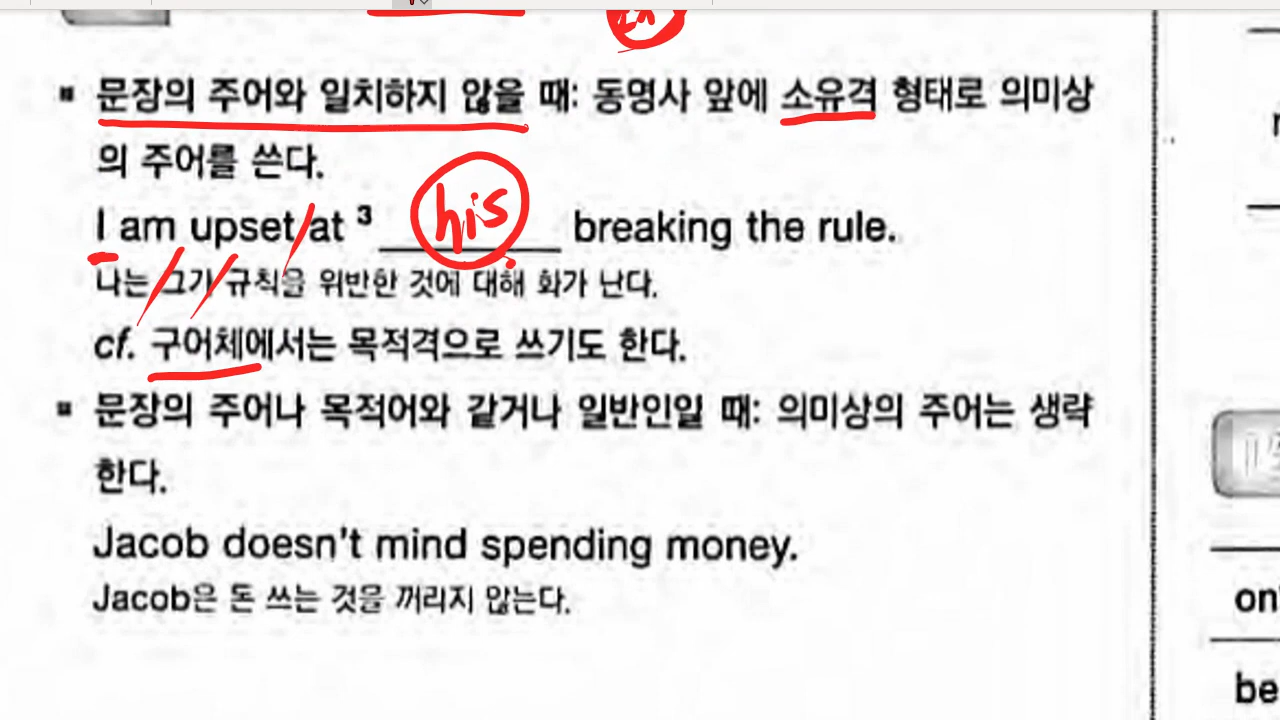 ▪ 문장의 주어와 일치하지 않을 때: 동명사 앞에 소유격 형태로 의미상
의 주어를 쓴다.
I am upset at ³ his breaking the rule.
나는 그가 규칙을 위반한 것에 대해 화가 난다.
cf. 구어체에서는 목적격으로 쓰기도 한다.
▪ 문장의 주어나 목적어와 같거나 일반인일 때: 의미상의 주어는 생략
한다.
Jacob doesn't mind spending money.
Jacob은 돈 쓰는 것을 꺼리지 않는다.
be